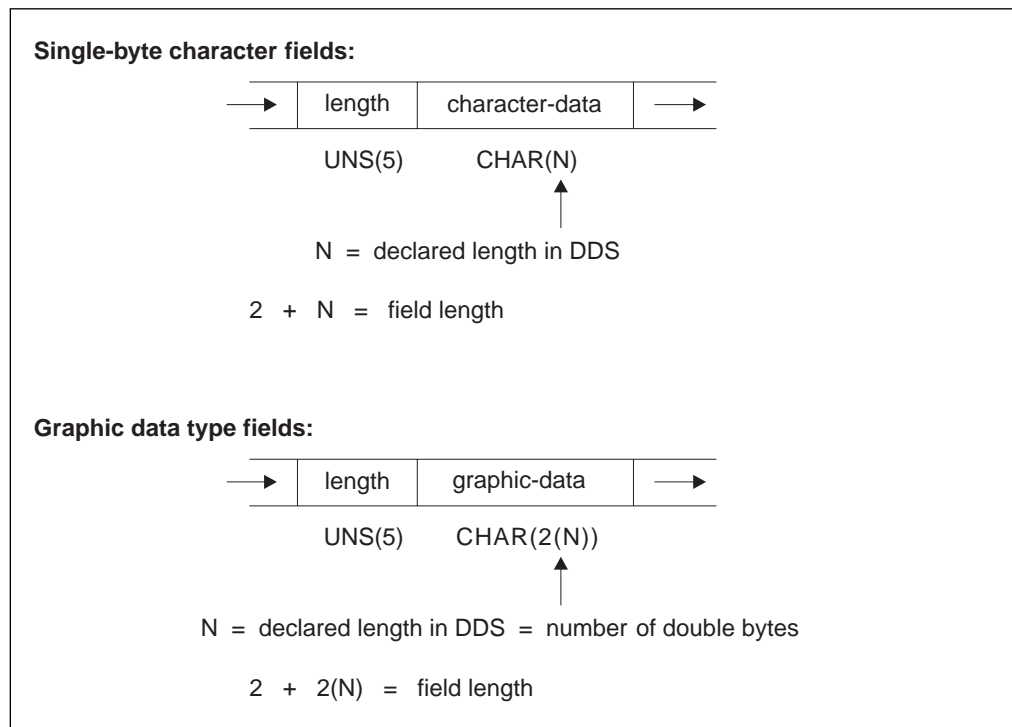 Single-byte character fields:
length character-data
UNS(5) CHAR(N)
N = declared length in DDS
2 + N = field length
Graphic data type fields:
length graphic-data
UNS(5) CHAR(2(N))
N = declared length in DDS = number of double bytes
2 + 2(N) = field length